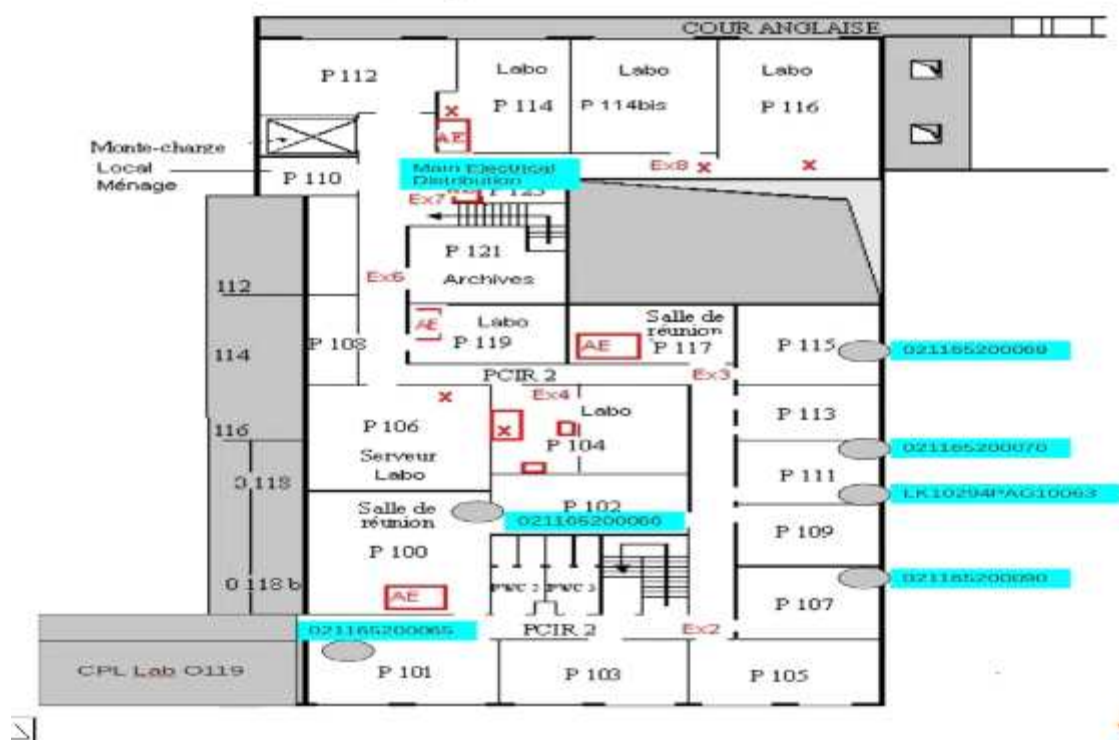 COUR ANGLAISE
P 112
Labo
P 114
Labo
P 114bis
Labo
P 116
AE
Monte-charge
Local
Ménage
P 110
Main Electrical
Distribution
Ex8
Ex7
P 123
P 121
Archives
Ex6
112
114
116
P 108
AE
Labo
P 119
Salle de
réunion
AE
P 117
P 115
021165200069
PCIR 2
Ex3
Ex4
Labo
P 104
P 106
Serveur
Labo
P 113
021165200070
P 111
LK10294PAG10063
0 118
Salle de
réunion
P 102
021165200060
P 100
P 109
021165200090
0 118 b
AE
PWC 2
PWC 3
P 107
021165200065
PCIR 2
Ex2
CPL Lab O119
P 101
P 103
P 105